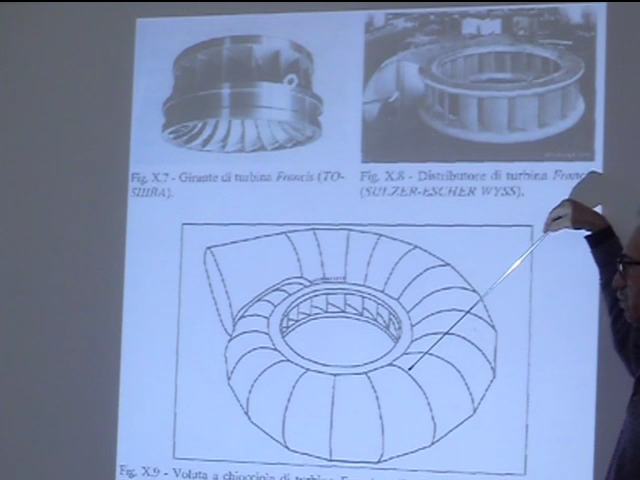 Fig. X.7 - Girante di turbina Francis (TO-
SHIBA).
Fig. X.8 - Distributore di turbina Franc
(SULZER-ESCHER WYSS).
Fig. X.9 - Voluta a chiocciola di turbina